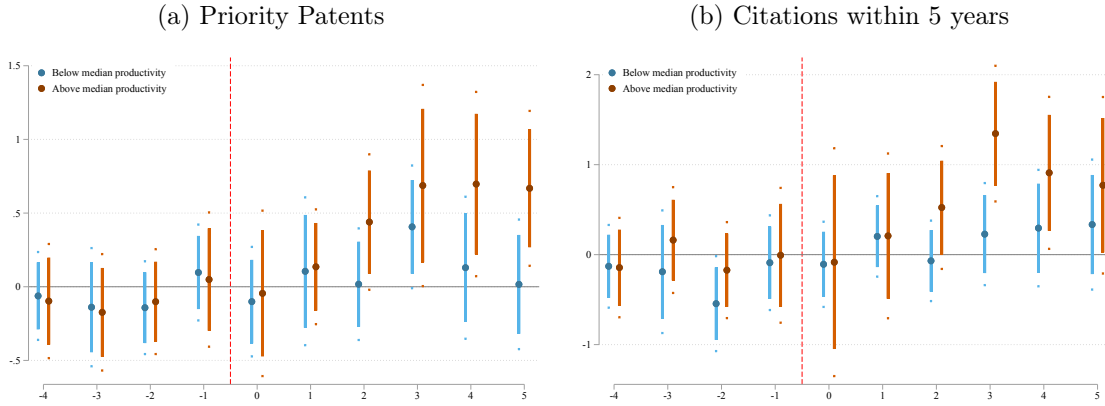 (a) Priority Patents
1.5
Below median productivity
Above median productivity
1
.5
0
-.5
-4 -3 -2 -1 0 1 2 3 4 5
(b) Citations within 5 years
2
Below median productivity
Above median productivity
1
0
-1
-4 -3 -2 -1 0 1 2 3 4 5